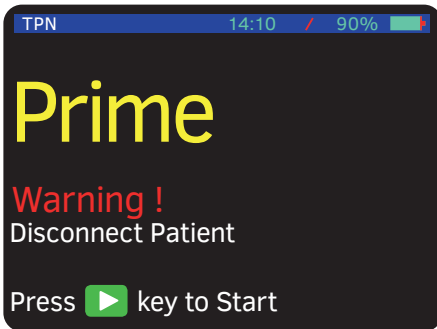 TPN 14:10 / 90%
Prime
Warning !
Disconnect Patient
Press key to Start